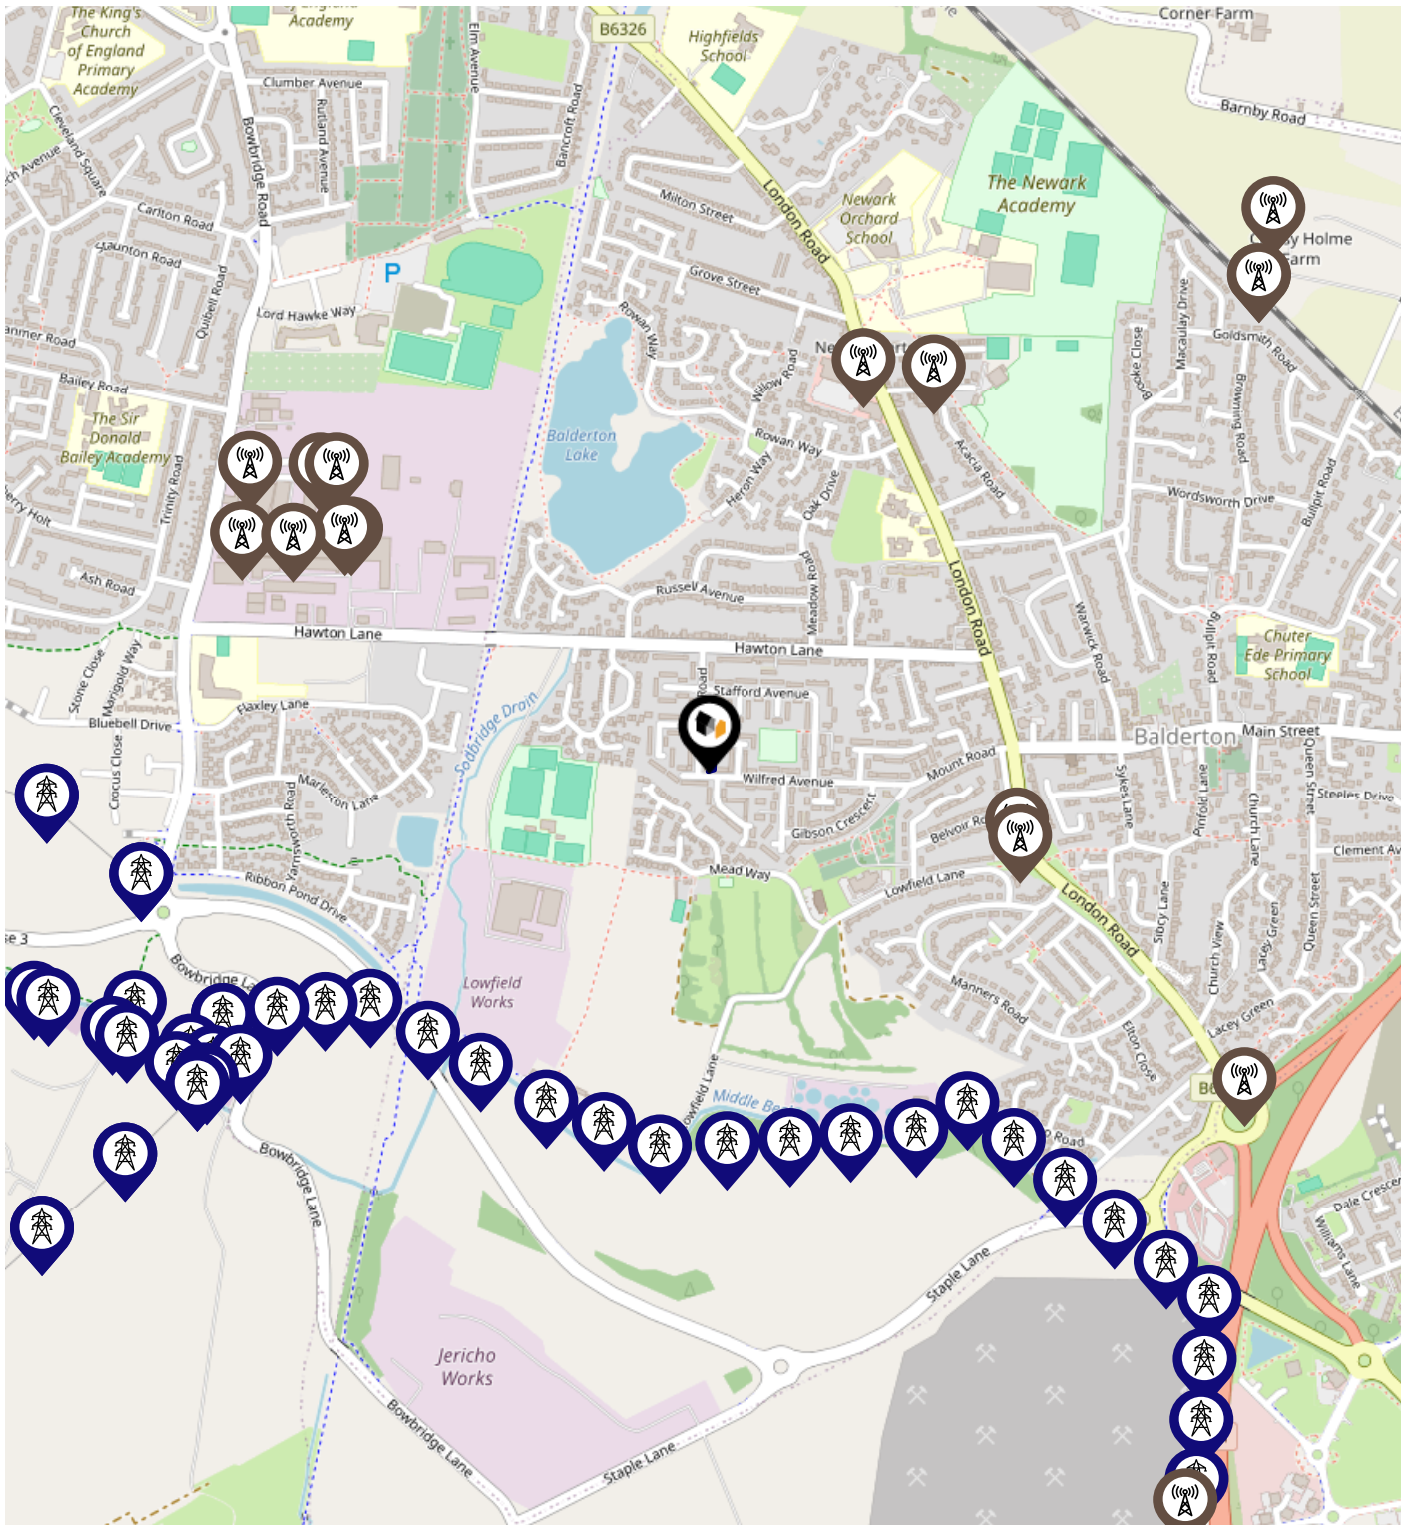 The King's
Church
of England
Primary
Academy
Academy
B6326
Highfields
School
Corner Farm
Barnby Road
Elm Avenue
Clumber Avenue
Rutland Avenue
Bancroft Road
Cleveland Square
Bowbridge Road
Carlton Road
Staunton Road
Quibell Road
Lord Hawke Way
P
Milton Street
London Road
Newark
Orchard
School
The Newark
Academy
Grove Street
Rowan Way
Willow Road
Holme
Farm
Macaulay Drive
Goldsmith Road
Brooke Close
Browning Road
Bailey Road
The Sir
Donald
Bailey Academy
Trinity Road
Ash Road
Balderton
Lake
Rowan Way
Heron Way
Oak Drive
Acacia Road
Wordsworth Drive
Bullpit Road
Russell Avenue
Meadow Road
London Road
Warwick Road
Bullpit Road
Chuter
Ede Primary
School
Hawton Lane
Hawton Lane
Stone Close
Marigold Way
Bluebell Drive
Flaxley Lane
Crocus Close
Sodbridge Drain
Road
Stafford Avenue
Wilfred Avenue
Mount Road
Balderton
Main Street
Marleston Lane
Yarnsworth Road
Gibson Crescent
Sykes Lane
Pinfold Lane
Church Lane
Queen Street
Steeles Drive
Clement Av
Ribbon Pond Drive
Mead Way
Lowfield Lane
London Road
Sibcy Lane
Church View
Lacey Green
Queen Street
Lowfield
Works
Manners Road
Elton Close
Lacey Green
Bowbridge Lane
Middle Beck
Dale Crescent
Williams Lane
Staple Lane
Jericho
Works
Bowbridge Lane
Staple Lane